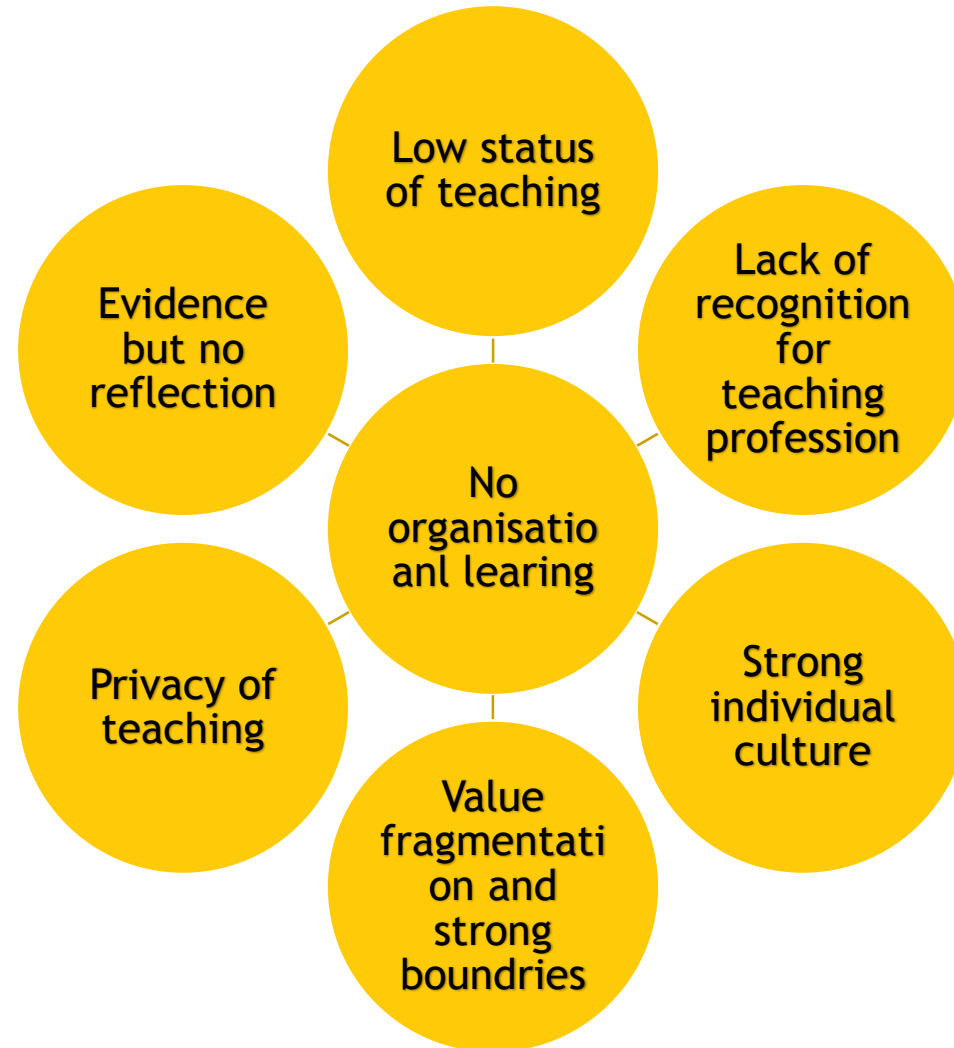 Low status
of teaching
Lack of
recognition
for
teaching
profession
Strong
individual
culture
Value
fragmentati
on and
strong
boundries
Privacy of
teaching
Evidence
but no
reflection
No
organisatio
anl learing